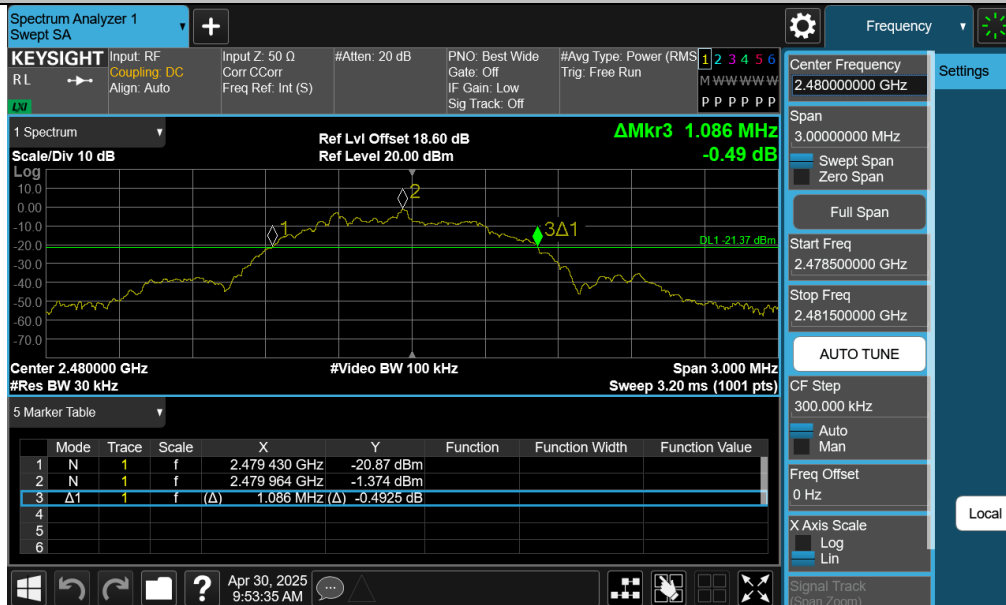 Spectrum Analyzer 1
Swept SA
+
Frequency
KEYSIGHT
Input: RF
Coupling: DC
Align: Auto
Input Z: 50 Ω
Corr CCorr
Freq Ref: Int (S)
#Atten: 20 dB
PNO: Best Wide
Gate: Off
IF Gain: Low
Sig Track: Off
#Avg Type: Power (RMS
Trig: Free Run
1 2 3 4 5 6
M W W W W W
P P P P P P
R L
LXI
Center Frequency
2.480000000 GHz
Settings
Span
3.00000000 MHz
Swept Span
Zero Span
Full Span
Start Freq
2.478500000 GHz
Stop Freq
2.481500000 GHz
AUTO TUNE
CF Step
300.000 kHz
Auto
Man
Freq Offset
0 Hz
X Axis Scale
Log
Lin
Signal Track
(Span Zoom)
Local
1 Spectrum
Scale/Div 10 dB
Ref Lvl Offset 18.60 dB
Ref Level 20.00 dBm
ΔMkr3 1.086 MHz
-0.49 dB
Log
10.0
0.00
-10.0
-20.0
-30.0
-40.0
-50.0
-60.0
-70.0
1
2
3Δ1
DL1 -21.37 dBm
Center 2.480000 GHz
#Video BW 100 kHz
Span 3.000 MHz
#Res BW 30 kHz
Sweep 3.20 ms (1001 pts)
5 Marker Table
Mode Trace Scale X Y Function Function Width Function Value
1 N 1 f 2.479 430 GHz -20.87 dBm
2 N 1 f 2.479 964 GHz -1.374 dBm
3 Δ1 1 f (Δ) 1.086 MHz (Δ) -0.4925 dB
4
5
6
?
Apr 30, 2025
9:53:35 AM